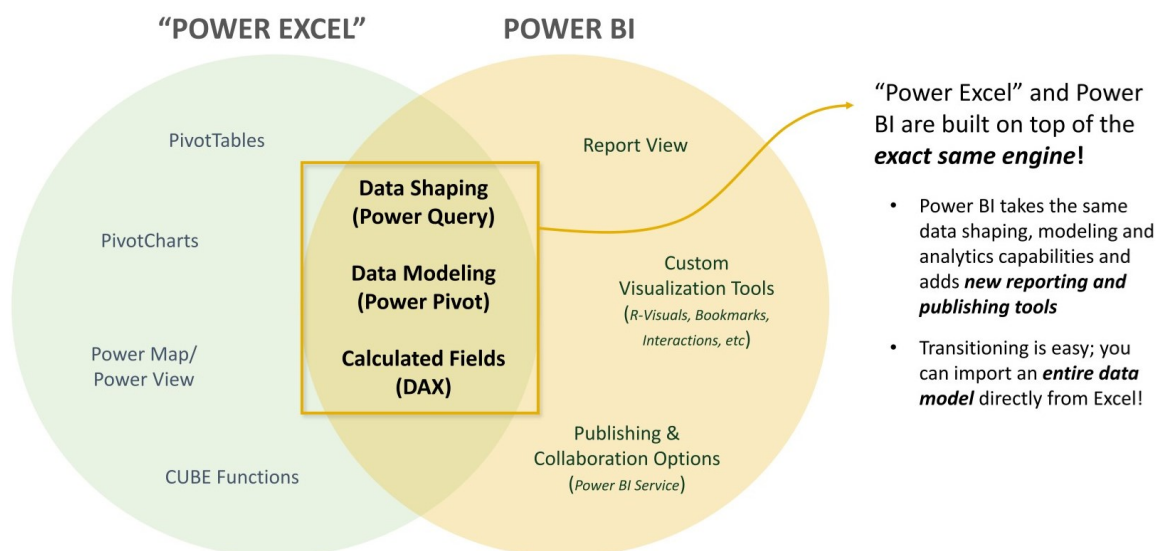 “POWER EXCEL”
POWER BI
PivotTables
PivotCharts
Power Map/
Power View
CUBE Functions
Data Shaping
(Power Query)
Data Modeling
(Power Pivot)
Calculated Fields
(DAX)
Report View
Custom
Visualization Tools
(R-Visuals, Bookmarks,
Interactions, etc)
Publishing &
Collaboration Options
(Power BI Service)
“Power Excel” and Power
BI are built on top of the
exact same engine!
• Power BI takes the same
data shaping, modeling and
analytics capabilities and
adds new reporting and
publishing tools
• Transitioning is easy; you
can import an entire data
model directly from Excel!